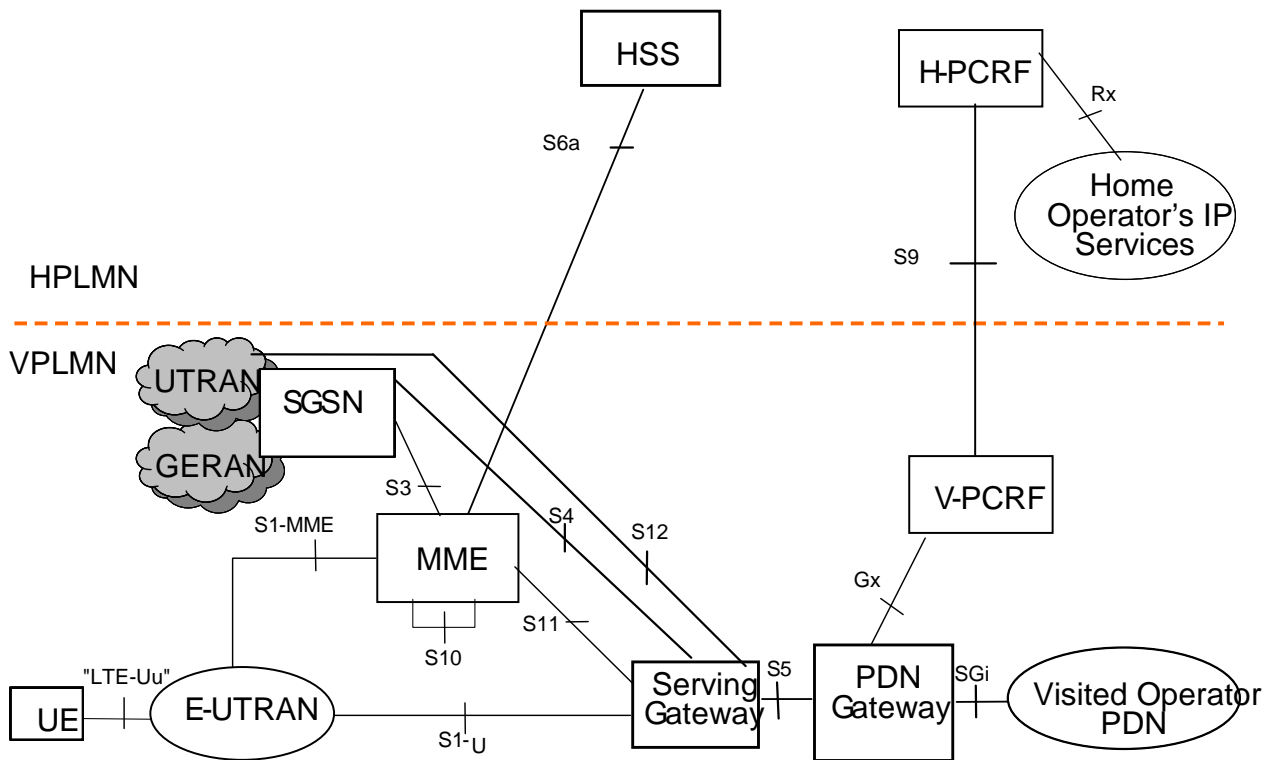 HSS
H-PCRF
Rx
S6a
Home
Operator's IP
Services
S9
HPLMN
VPLMN
UTRAN
SGSN
GERAN
S3
V-PCRF
S4
S1-MME
S12
MME
Gx
S11
S10
"LTE-Uu"
UE
E-UTRAN
S1-U
Serving
Gateway
S5
PDN
Gateway
SGi
Visited Operator
PDN